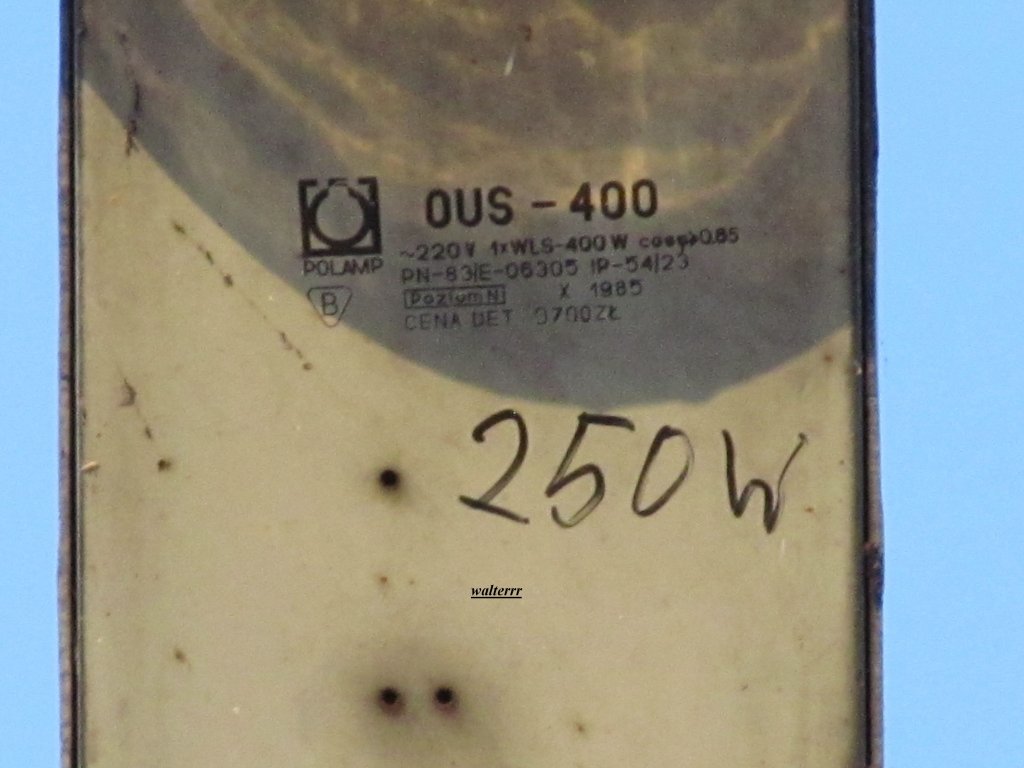 OUS - 400
~220V 1xWLS-400W cosφ>0.85
POLAMP
PN-83/E-06305 IP-54/23
B
Poziom N X 1985
CENA DET 9700ZŁ
250W
walterrr